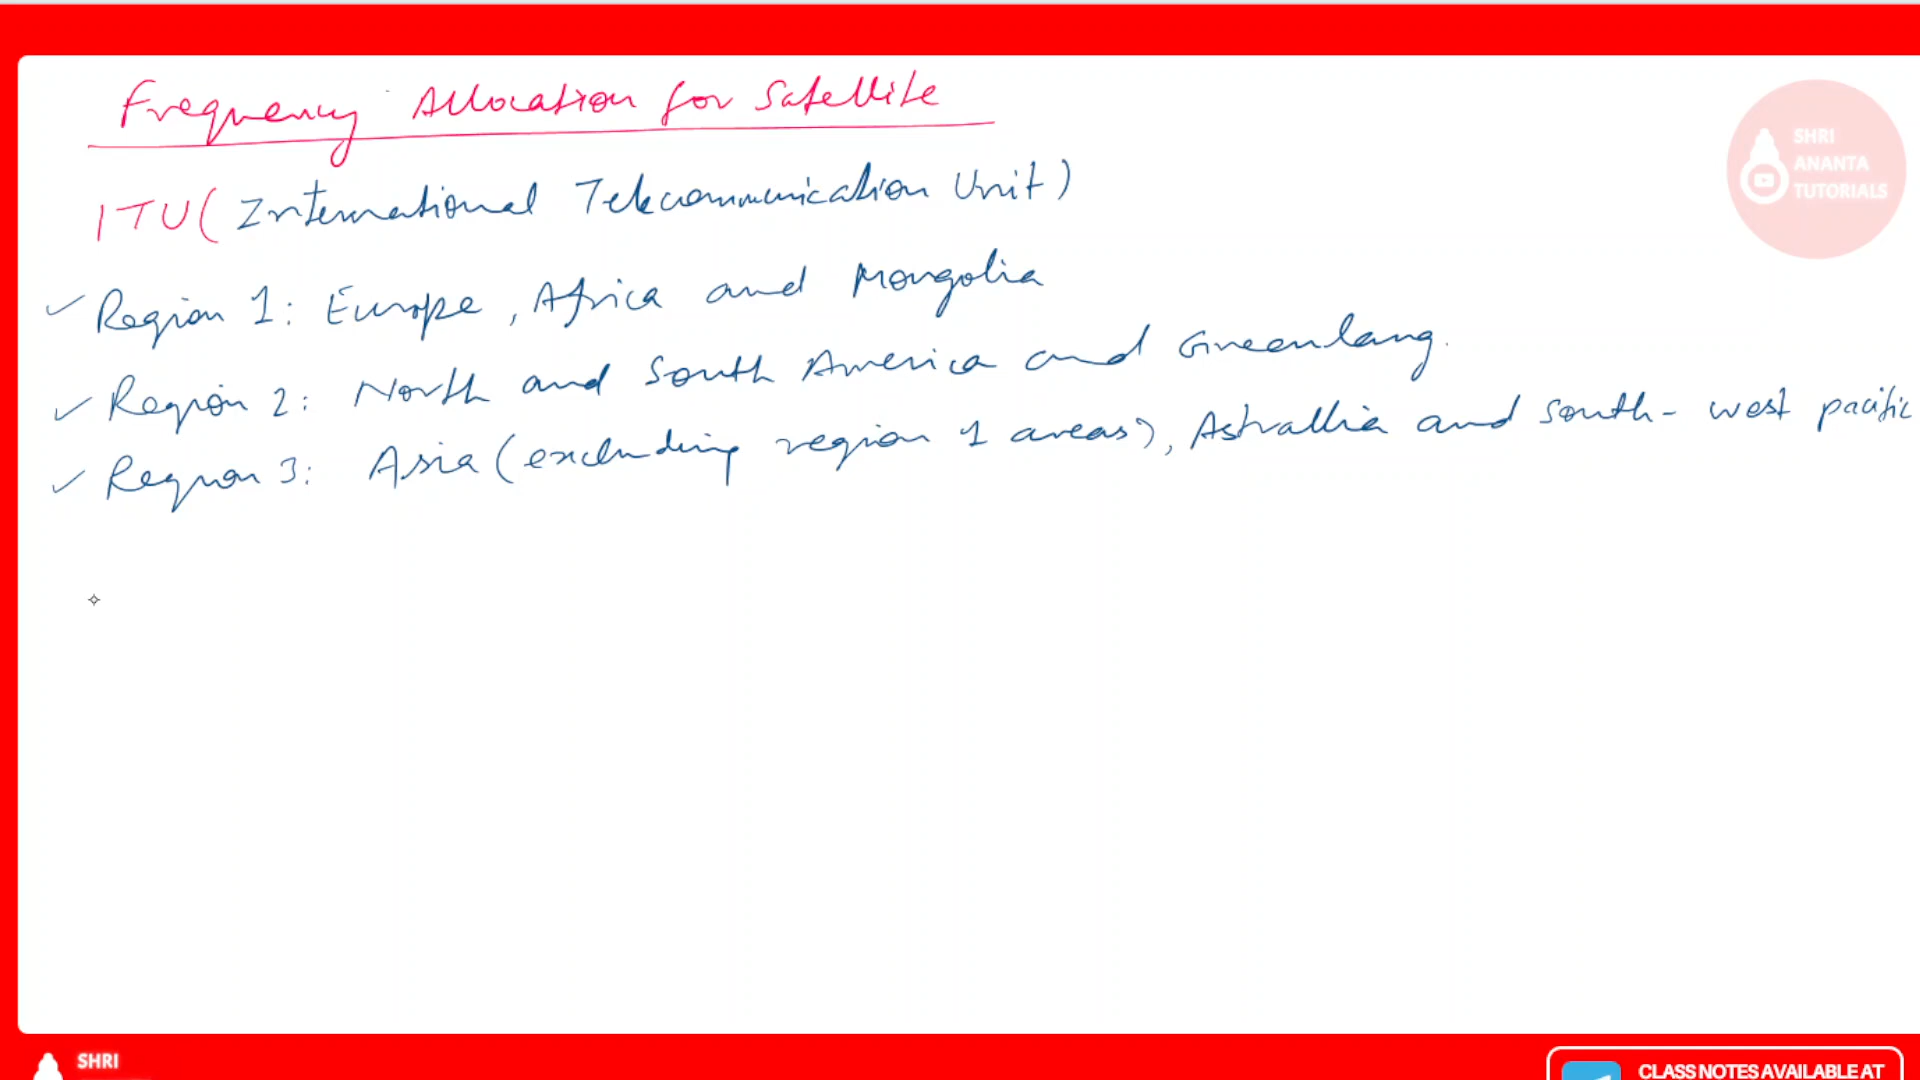 Frequency Allocation for Satellite
ITU( International Telecommunication Unit)
✓ Region 1: Europe, Africa and Mongolia
✓ Region 2: North and South America and Greenlang.
✓ Region 3: Asia (excluding region 1 areas), Astrallia and south-west pacific
SHRI
ANANTA
TUTORIALS
SHRI
CLASS NOTES AVAILABLE AT